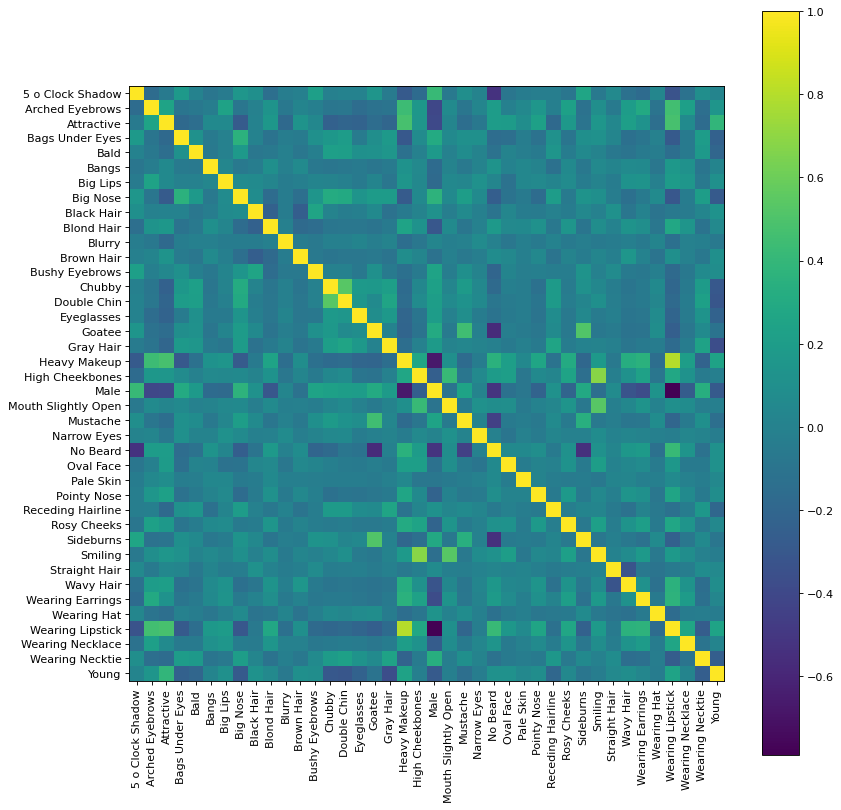 5 o Clock Shadow
Arched Eyebrows
Attractive
Bags Under Eyes
Bald
Bangs
Big Lips
Big Nose
Black Hair
Blond Hair
Blurry
Brown Hair
Bushy Eyebrows
Chubby
Double Chin
Eyeglasses
Goatee
Gray Hair
Heavy Makeup
High Cheekbones
Male
Mouth Slightly Open
Mustache
Narrow Eyes
No Beard
Oval Face
Pale Skin
Pointy Nose
Receding Hairline
Rosy Cheeks
Sideburns
Smiling
Straight Hair
Wavy Hair
Wearing Earrings
Wearing Hat
Wearing Lipstick
Wearing Necklace
Wearing Necktie
Young
5 o Clock Shadow
Arched Eyebrows
Attractive
Bags Under Eyes
Bald
Bangs
Big Lips
Big Nose
Black Hair
Blond Hair
Blurry
Brown Hair
Bushy Eyebrows
Chubby
Double Chin
Eyeglasses
Goatee
Gray Hair
Heavy Makeup
High Cheekbones
Male
Mouth Slightly Open
Mustache
Narrow Eyes
No Beard
Oval Face
Pale Skin
Pointy Nose
Receding Hairline
Rosy Cheeks
Sideburns
Smiling
Straight Hair
Wavy Hair
Wearing Earrings
Wearing Hat
Wearing Lipstick
Wearing Necklace
Wearing Necktie
Young
1.0
0.8
0.6
0.4
0.2
0.0
−0.2
−0.4
−0.6